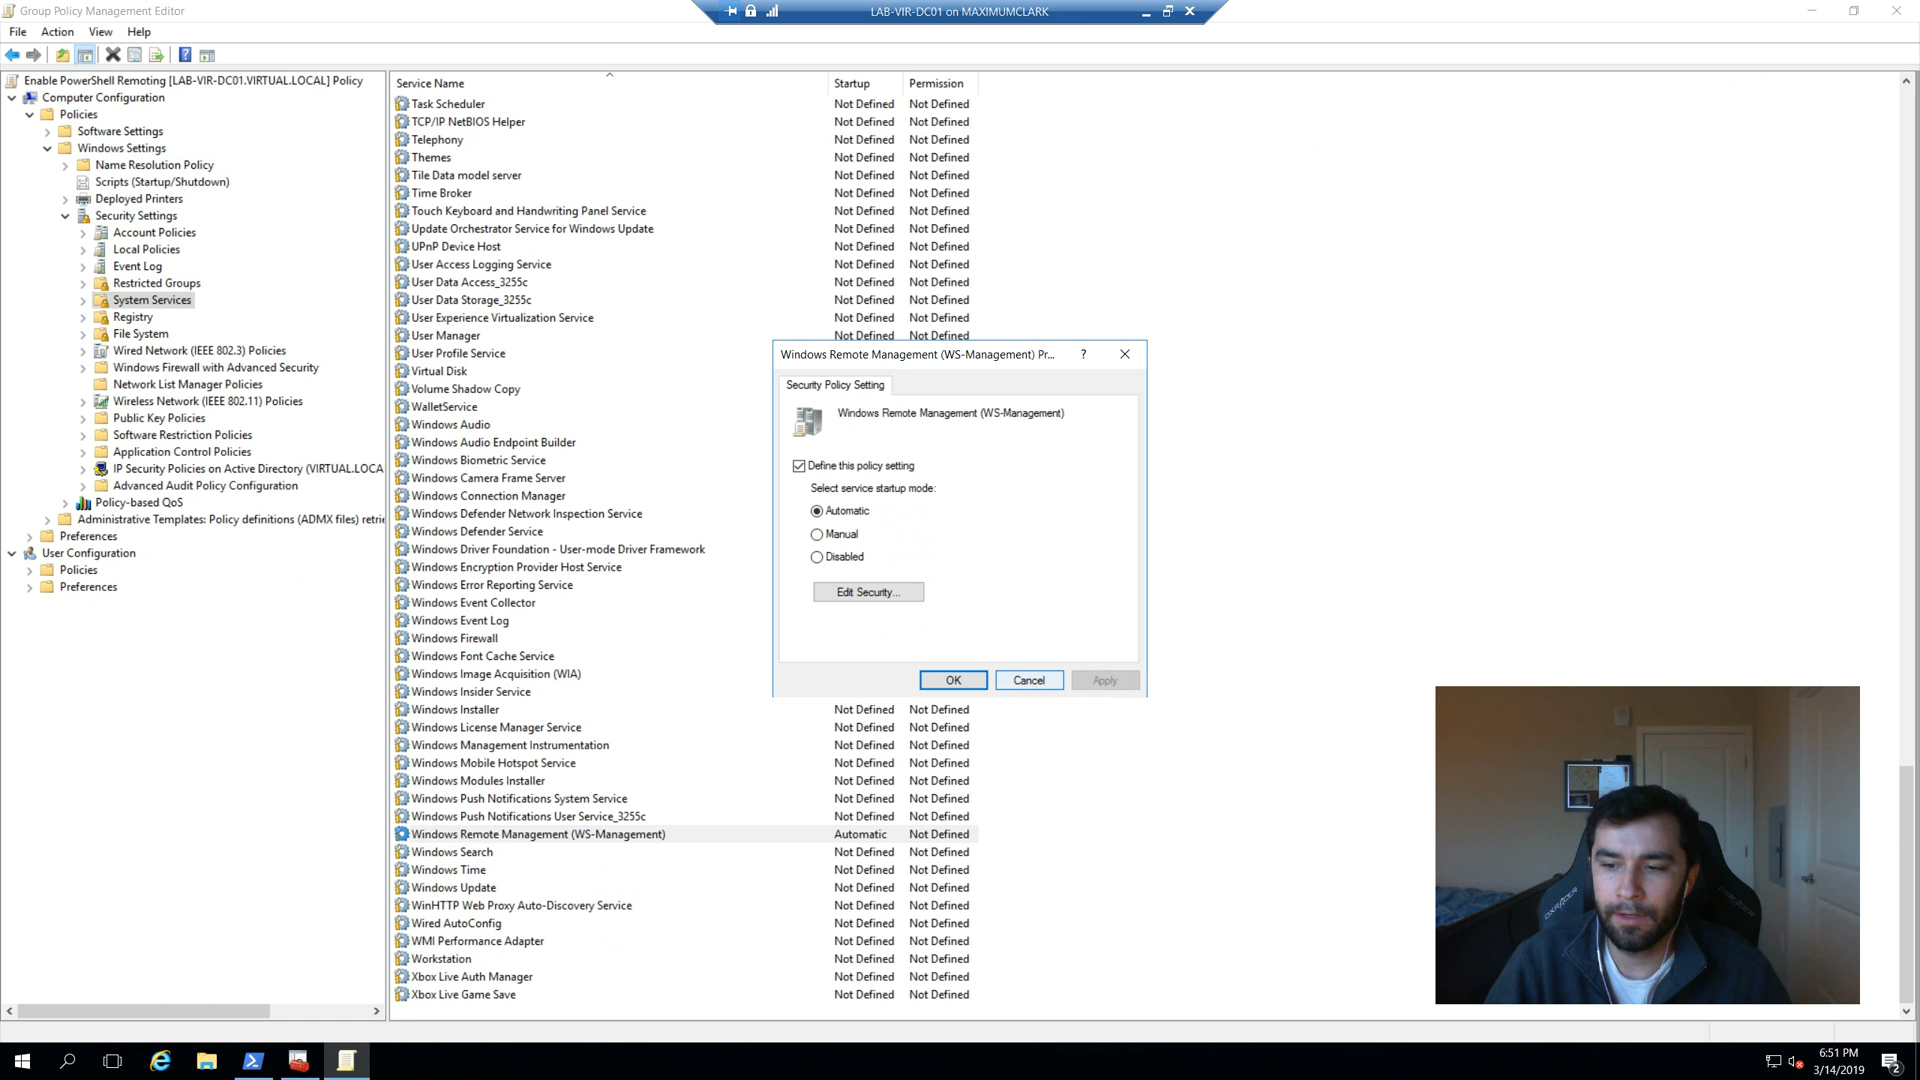 Group Policy Management Editor
LAB-VIR-DC01 on MAXIMUMCLARK
File Action View Help
Enable PowerShell Remoting [LAB-VIR-DC01.VIRTUAL.LOCAL] Policy
Computer Configuration
Policies
Software Settings
Windows Settings
Name Resolution Policy
Scripts (Startup/Shutdown)
Deployed Printers
Security Settings
Account Policies
Local Policies
Event Log
Restricted Groups
System Services
Registry
File System
Wired Network (IEEE 802.3) Policies
Windows Firewall with Advanced Security
Network List Manager Policies
Wireless Network (IEEE 802.11) Policies
Public Key Policies
Software Restriction Policies
Application Control Policies
IP Security Policies on Active Directory (VIRTUAL.LOCA
Advanced Audit Policy Configuration
Policy-based QoS
Administrative Templates: Policy definitions (ADMX files) retrie
Preferences
User Configuration
Policies
Preferences
Service Name Startup Permission
Task Scheduler Not Defined Not Defined
TCP/IP NetBIOS Helper Not Defined Not Defined
Telephony Not Defined Not Defined
Themes Not Defined Not Defined
Tile Data model server Not Defined Not Defined
Time Broker Not Defined Not Defined
Touch Keyboard and Handwriting Panel Service Not Defined Not Defined
Update Orchestrator Service for Windows Update Not Defined Not Defined
UPnP Device Host Not Defined Not Defined
User Access Logging Service Not Defined Not Defined
User Data Access_3255c Not Defined Not Defined
User Data Storage_3255c Not Defined Not Defined
User Experience Virtualization Service Not Defined Not Defined
User Manager Not Defined Not Defined
User Profile Service
Virtual Disk
Volume Shadow Copy
WalletService
Windows Audio
Windows Audio Endpoint Builder
Windows Biometric Service
Windows Camera Frame Server
Windows Connection Manager
Windows Defender Network Inspection Service
Windows Defender Service
Windows Driver Foundation - User-mode Driver Framework
Windows Encryption Provider Host Service
Windows Error Reporting Service
Windows Event Collector
Windows Event Log
Windows Firewall
Windows Font Cache Service
Windows Image Acquisition (WIA)
Windows Insider Service
Windows Installer Not Defined Not Defined
Windows License Manager Service Not Defined Not Defined
Windows Management Instrumentation Not Defined Not Defined
Windows Mobile Hotspot Service Not Defined Not Defined
Windows Modules Installer Not Defined Not Defined
Windows Push Notifications System Service Not Defined Not Defined
Windows Push Notifications User Service_3255c Not Defined Not Defined
Windows Remote Management (WS-Management) Automatic Not Defined
Windows Search Not Defined Not Defined
Windows Time Not Defined Not Defined
Windows Update Not Defined Not Defined
WinHTTP Web Proxy Auto-Discovery Service Not Defined Not Defined
Wired AutoConfig Not Defined Not Defined
WMI Performance Adapter Not Defined Not Defined
Workstation Not Defined Not Defined
Xbox Live Auth Manager Not Defined Not Defined
Xbox Live Game Save Not Defined Not Defined
Windows Remote Management (WS-Management) Pr...
Security Policy Setting
Windows Remote Management (WS-Management)
Define this policy setting
Select service startup mode:
Automatic
Manual
Disabled
Edit Security...
OK Cancel Apply
OXRACER
6:51 PM
3/14/2019
2